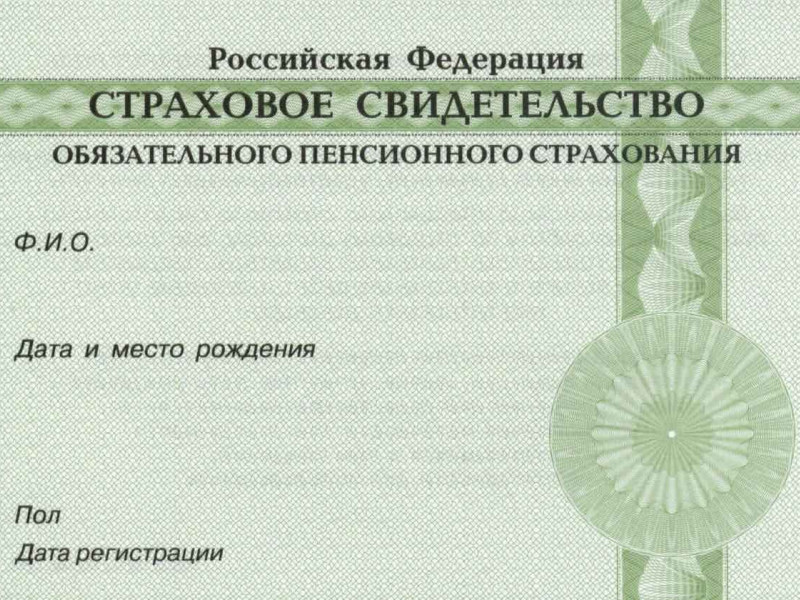 Российская Федерация
СТРАХОВОЕ СВИДЕТЕЛЬСТВО
ОБЯЗАТЕЛЬНОГО ПЕНСИОННОГО СТРАХОВАНИЯ
Ф.И.О.
Дата и место рождения
Пол
Дата регистрации